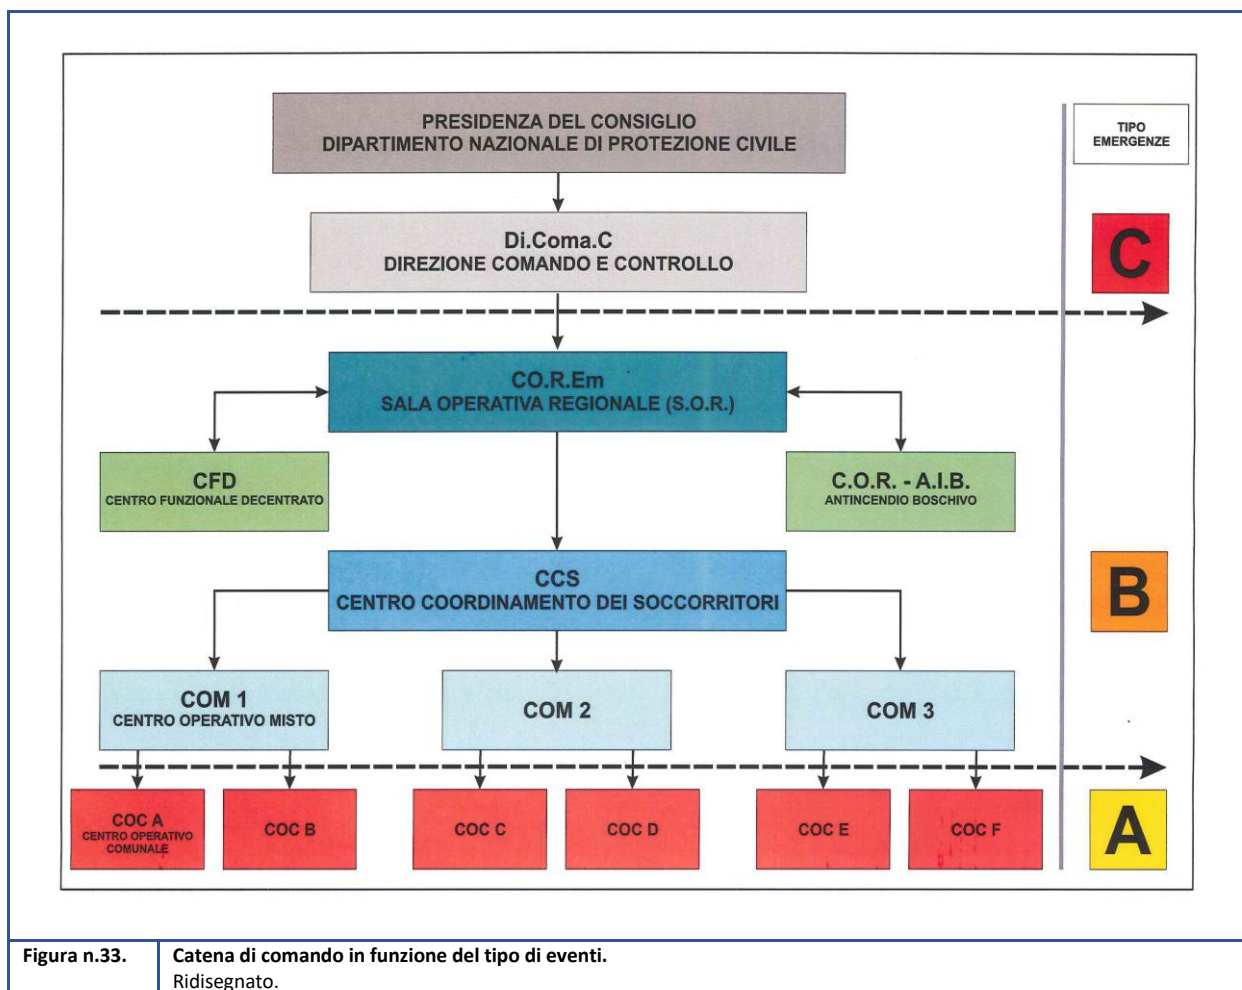 PRESIDENZA DEL CONSIGLIO
DIPARTIMENTO NAZIONALE DI PROTEZIONE CIVILE
TIPO
EMERGENZE
Di.Coma.C
DIREZIONE COMANDO E CONTROLLO
C
CO.R.Em
SALA OPERATIVA REGIONALE (S.O.R.)
CFD
CENTRO FUNZIONALE DECENTRATO
C.O.R. - A.I.B.
ANTINCENDIO BOSCHIVO
CCS
CENTRO COORDINAMENTO DEI SOCCORRITORI
B
COM 1
CENTRO OPERATIVO MISTO
COM 2
COM 3
COC A
CENTRO OPERATIVO
COMUNALE
COC B
COC C
COC D
COC E
COC F
A
Figura n.33.
Catena di comando in funzione del tipo di eventi.
Ridisegnato.